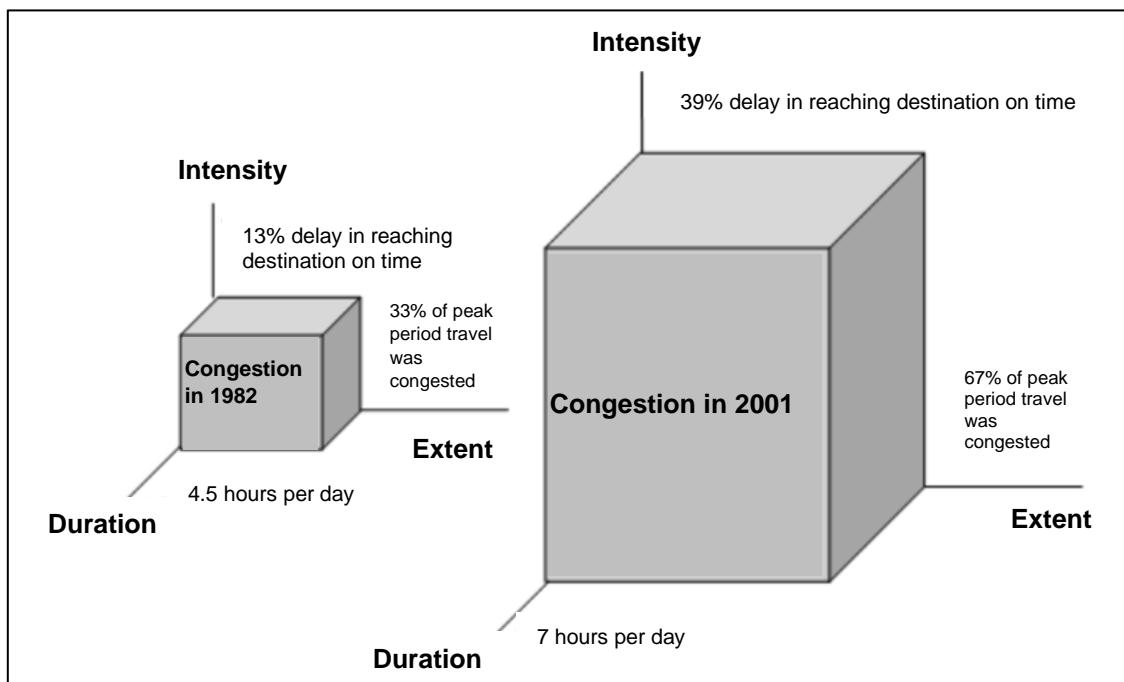 Intensity
13% delay in reaching
destination on time
33% of peak
period travel
was
congested
Congestion
in 1982
Extent
4.5 hours per day
Duration
Intensity
39% delay in reaching destination on time
Congestion in 2001
67% of peak
period travel
was
congested
Extent
7 hours per day
Duration